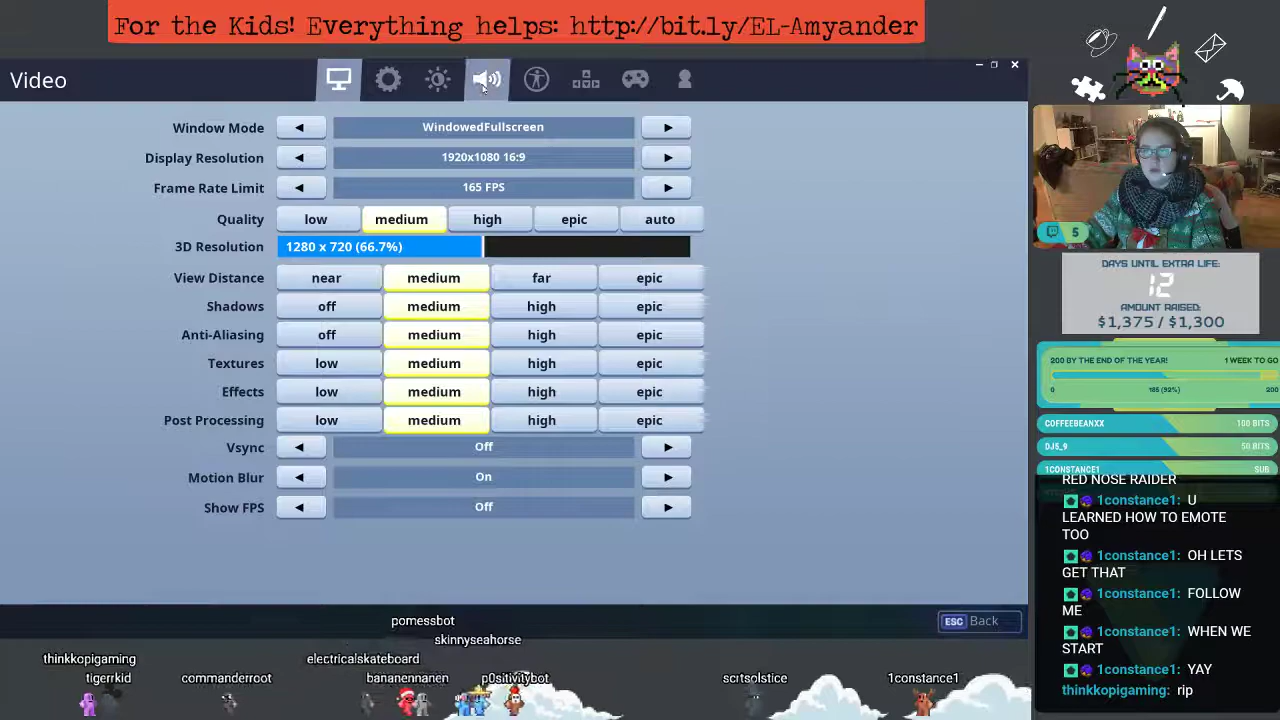 For the Kids! Everything helps: http://bit.ly/EL-Amyander
Video
Window Mode
WindowedFullscreen
Display Resolution
1920x1080 16:9
Frame Rate Limit
165 FPS
Quality
low medium high epic auto
3D Resolution
1280 x 720 (66.7%)
View Distance
near medium far epic
Shadows
off medium high epic
Anti-Aliasing
off medium high epic
Textures
low medium high epic
Effects
low medium high epic
Post Processing
low medium high epic
Vsync
Off
Motion Blur
On
Show FPS
Off
ESC Back
pomessbot
skinnyseahorse
thinkkopigaming
electricalskateboard
tigerrkid
commanderroot
bananennanen
p0sitivitybot
scrtsolstice
1constance1
5
DAYS UNTIL EXTRA LIFE:
12
AMOUNT RAISED:
$1,375 / $1,300
200 BY THE END OF THE YEAR! 1 WEEK TO GO
0 185 (92%) 200
COFFEEBEANXX 100 BITS
DJ5_9 50 BITS
1CONSTANCE1 SUB
RED NOSE RAIDER
1constance1: U
LEARNED HOW TO EMOTE
TOO
1constance1: OH LETS
GET THAT
1constance1: FOLLOW
ME
1constance1: WHEN WE
START
1constance1: YAY
thinkkopigaming: rip